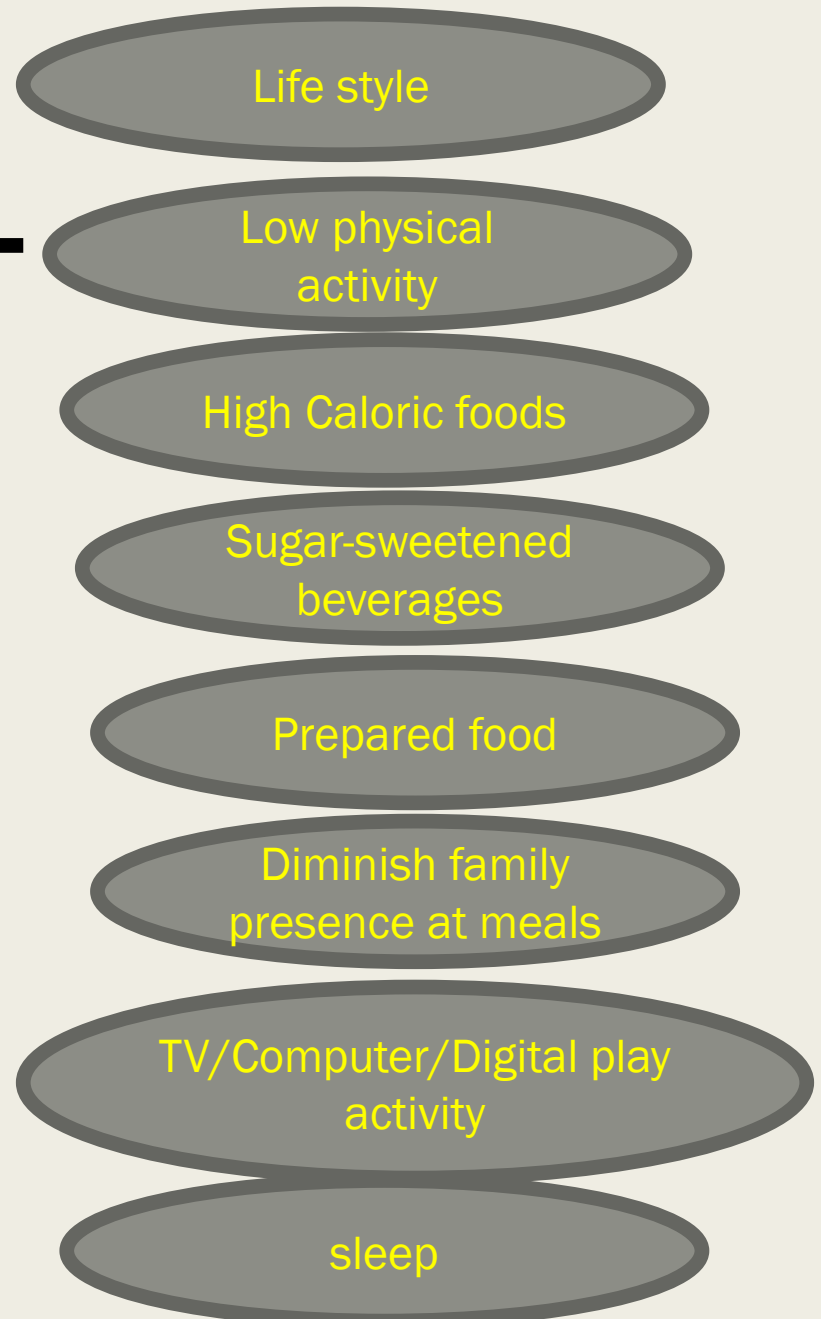 Life style
Low physical
activity
High Caloric foods
Sugar-sweetened
beverages
Prepared food
Diminish family
presence at meals
TV/Computer/Digital play
activity
sleep